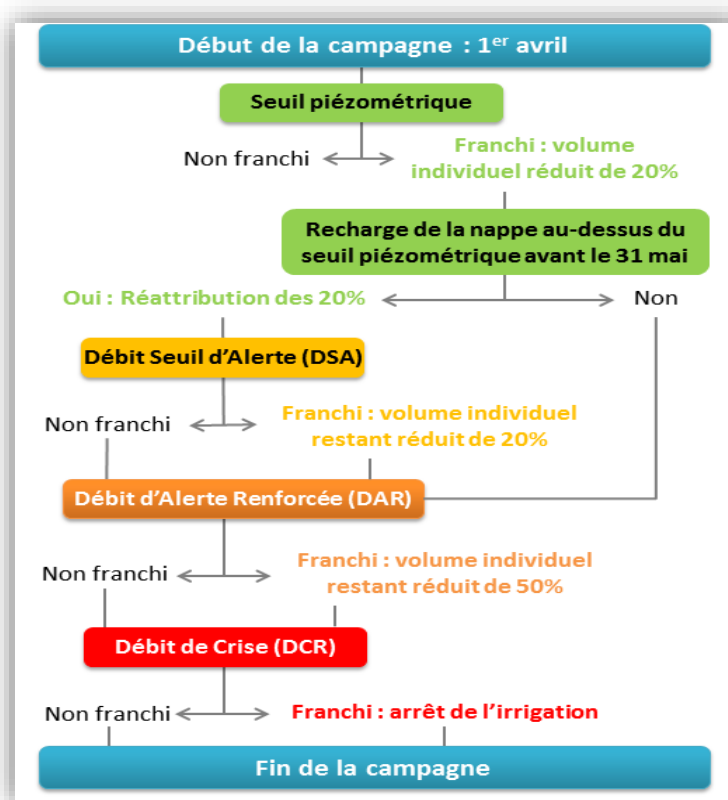 Début de la campagne : 1er avril
Seuil piézométrique
Non franchi
Franchi : volume
individuel réduit de 20%
Recharge de la nappe au-dessus du
seuil piézométrique avant le 31 mai
Oui : Réattribution des 20%
Non
Débit Seuil d’Alerte (DSA)
Non franchi
Franchi : volume individuel
restant réduit de 20%
Débit d’Alerte Renforcée (DAR)
Non franchi
Franchi : volume individuel
restant réduit de 50%
Débit de Crise (DCR)
Non franchi
Franchi : arrêt de l’irrigation
Fin de la campagne